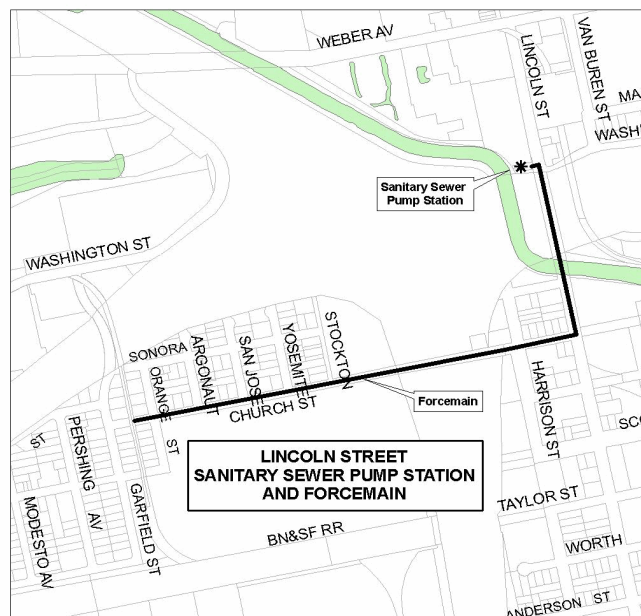 WEBER AV
LINCOLN ST
VAN BUREN ST
MA
WASHI
Sanitary Sewer
Pump Station
WASHINGTON ST
SONORA
ORANGE ST
ARGONAUT
SAN JOSE
YOSEMITE
STOCKTON
CHURCH ST
Forcemain
HARRISON ST
SCO
ST
PERSHING AV
MODESTO AV
GARFIELD ST
LINCOLN STREET
SANITARY SEWER PUMP STATION
AND FORCEMAIN
TAYLOR ST
BN&SF RR
WORTH
ANDERSON ST